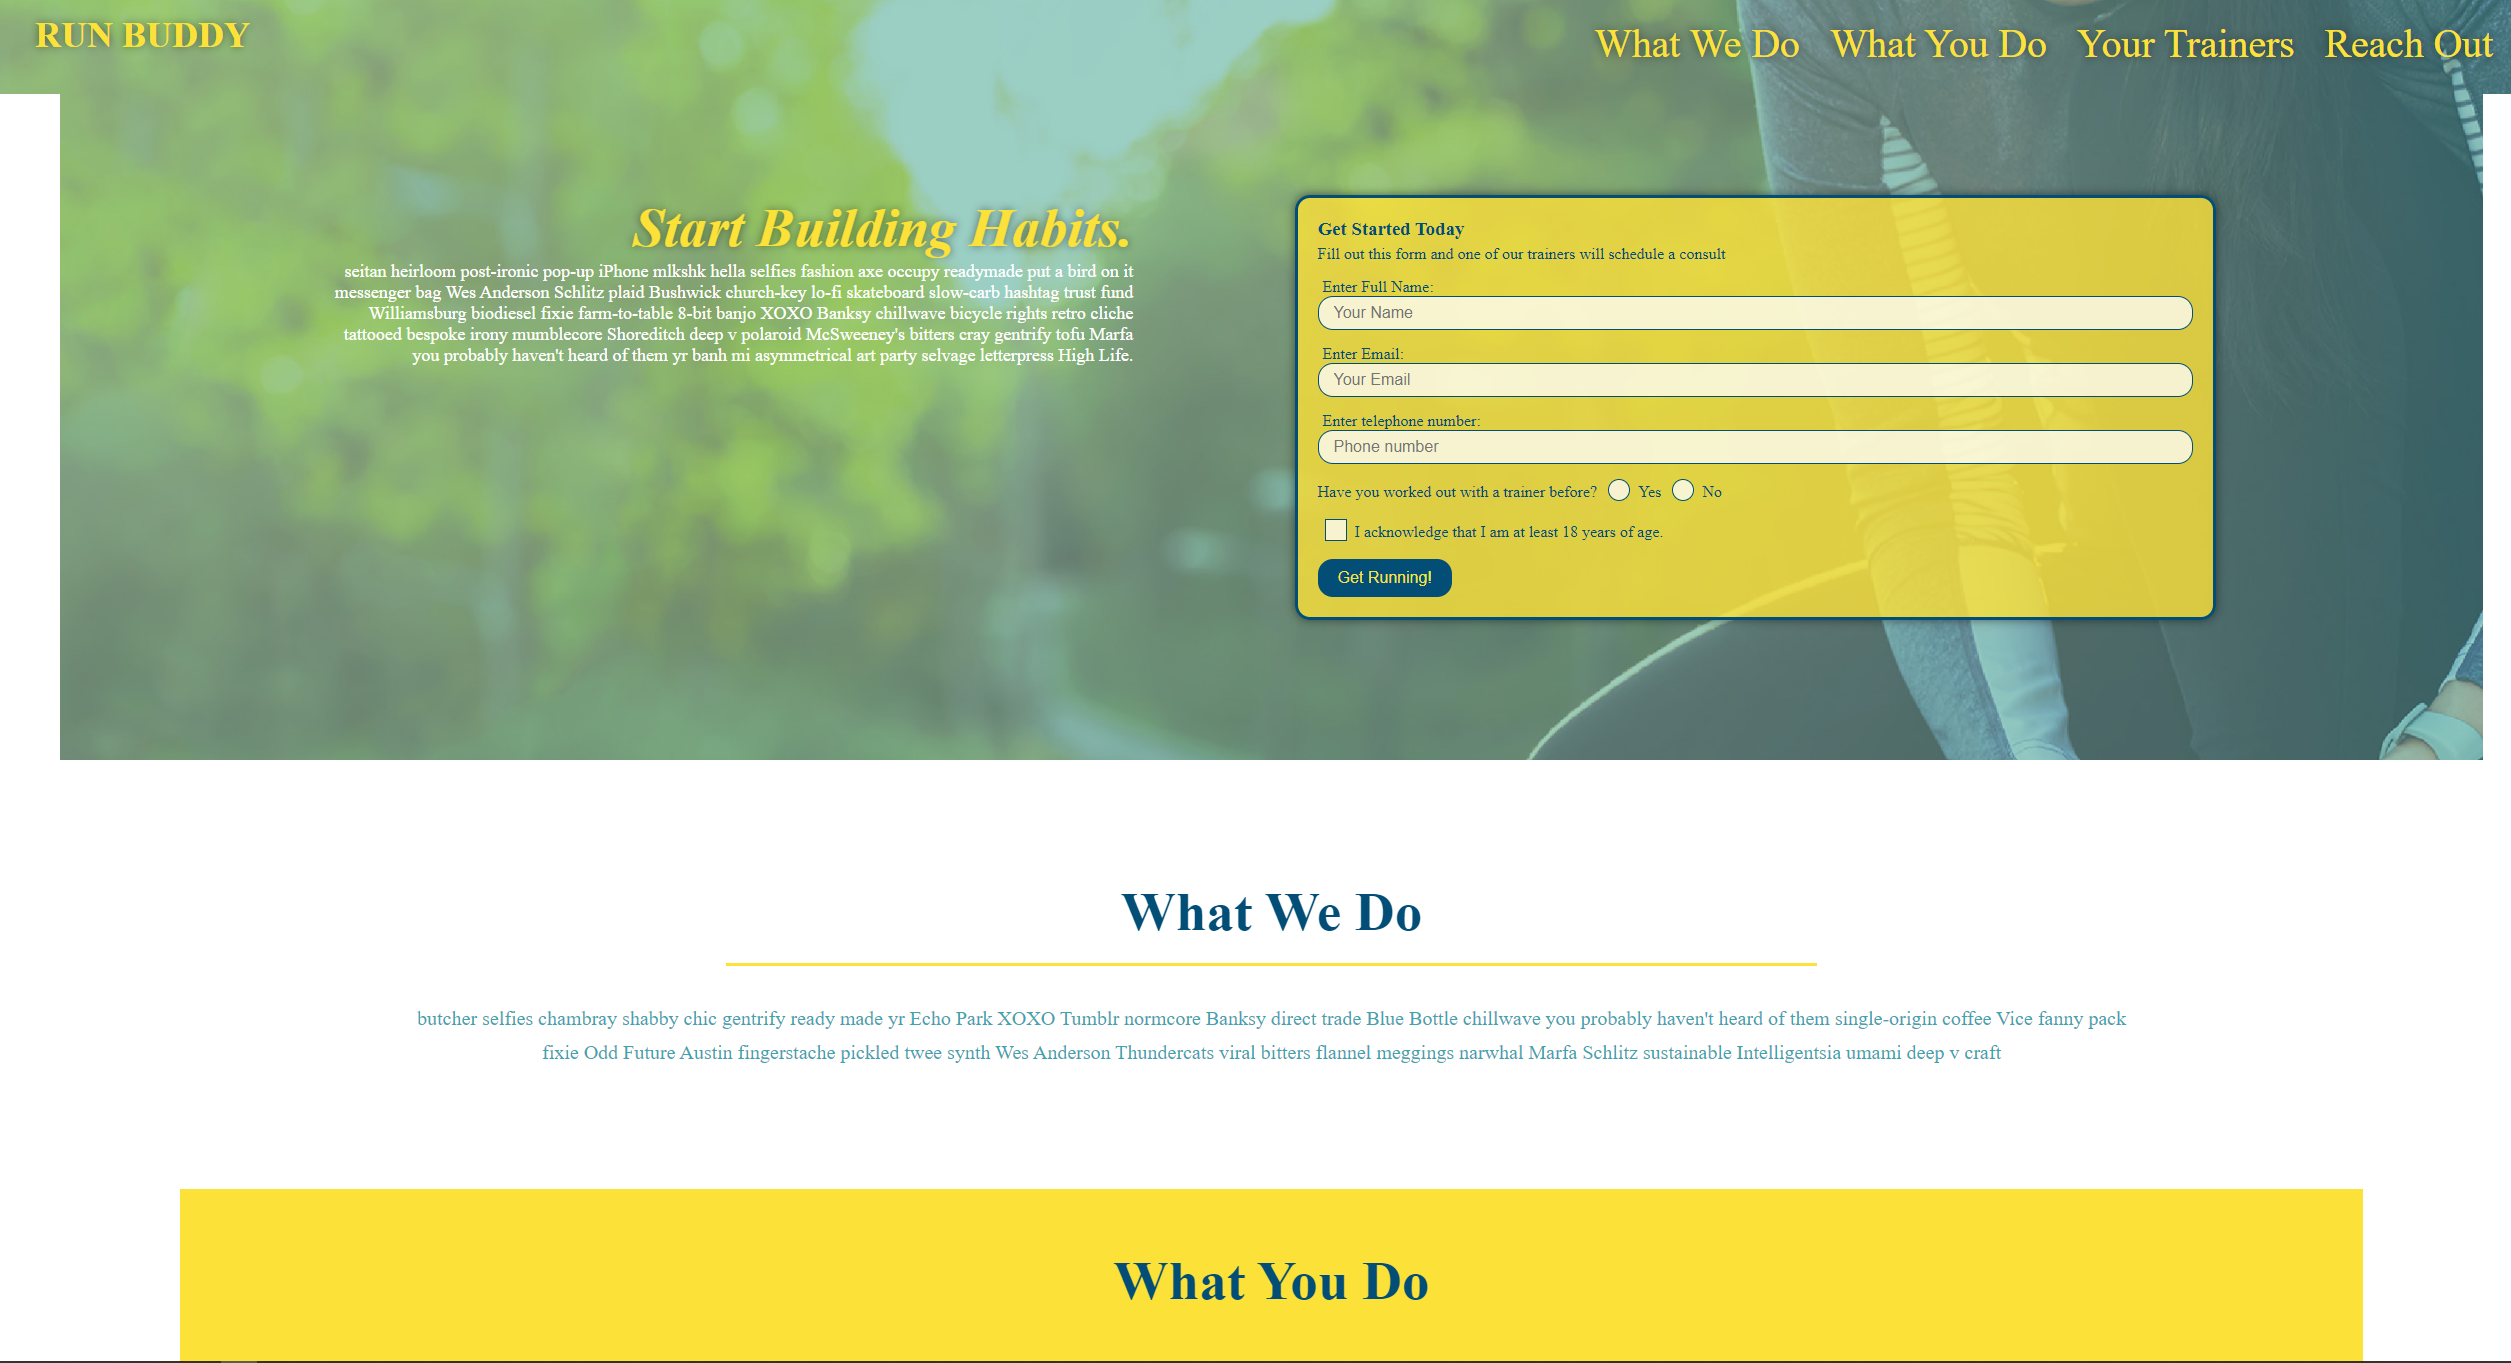 RUN BUDDY
What We Do What You Do Your Trainers Reach Out
Start Building Habits.
seitan heirloom post-ironic pop-up iPhone mlkshk hella selfies fashion axe occupy readymade put a bird on it
messenger bag Wes Anderson Schlitz plaid Bushwick church-key lo-fi skateboard slow-carb hashtag trust fund
Williamsburg biodiesel fixie farm-to-table 8-bit banjo XOXO Banksy chillwave bicycle rights retro cliche
tattooed bespoke irony mumblecore Shoreditch deep v polaroid McSweeney's bitters cray gentrify tofu Marfa
you probably haven't heard of them yr banh mi asymmetrical art party selvage letterpress High Life.
Get Started Today
Fill out this form and one of our trainers will schedule a consult
Enter Full Name:
Your Name
Enter Email:
Your Email
Enter telephone number:
Phone number
Have you worked out with a trainer before? Yes No
I acknowledge that I am at least 18 years of age.
Get Running!
What We Do
butcher selfies chambray shabby chic gentrify ready made yr Echo Park XOXO Tumblr normcore Banksy direct trade Blue Bottle chillwave you probably haven't heard of them single-origin coffee Vice fanny pack
fixie Odd Future Austin fingerstache pickled twee synth Wes Anderson Thundercats viral bitters flannel meggings narwhal Marfa Schlitz sustainable Intelligentsia umami deep v craft
What You Do